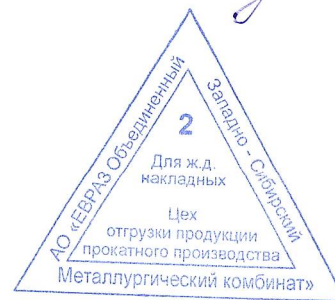 АО «ЕВРАЗ Объединенный
Западно - Сибирский
Металлургический комбинат»
2
Для ж.д.
накладных
Цех
отгрузки продукции
прокатного производства